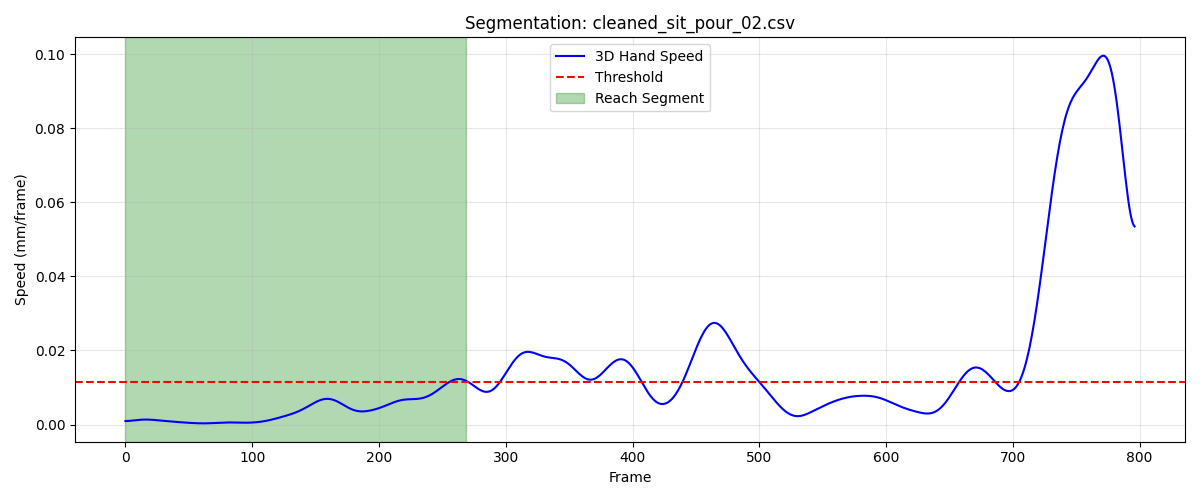 Segmentation: cleaned_sit_pour_02.csv
3D Hand Speed
Threshold
Reach Segment
Speed (mm/frame)
0.10
0.08
0.06
0.04
0.02
0.00
0 100 200 300 400 500 600 700 800
Frame